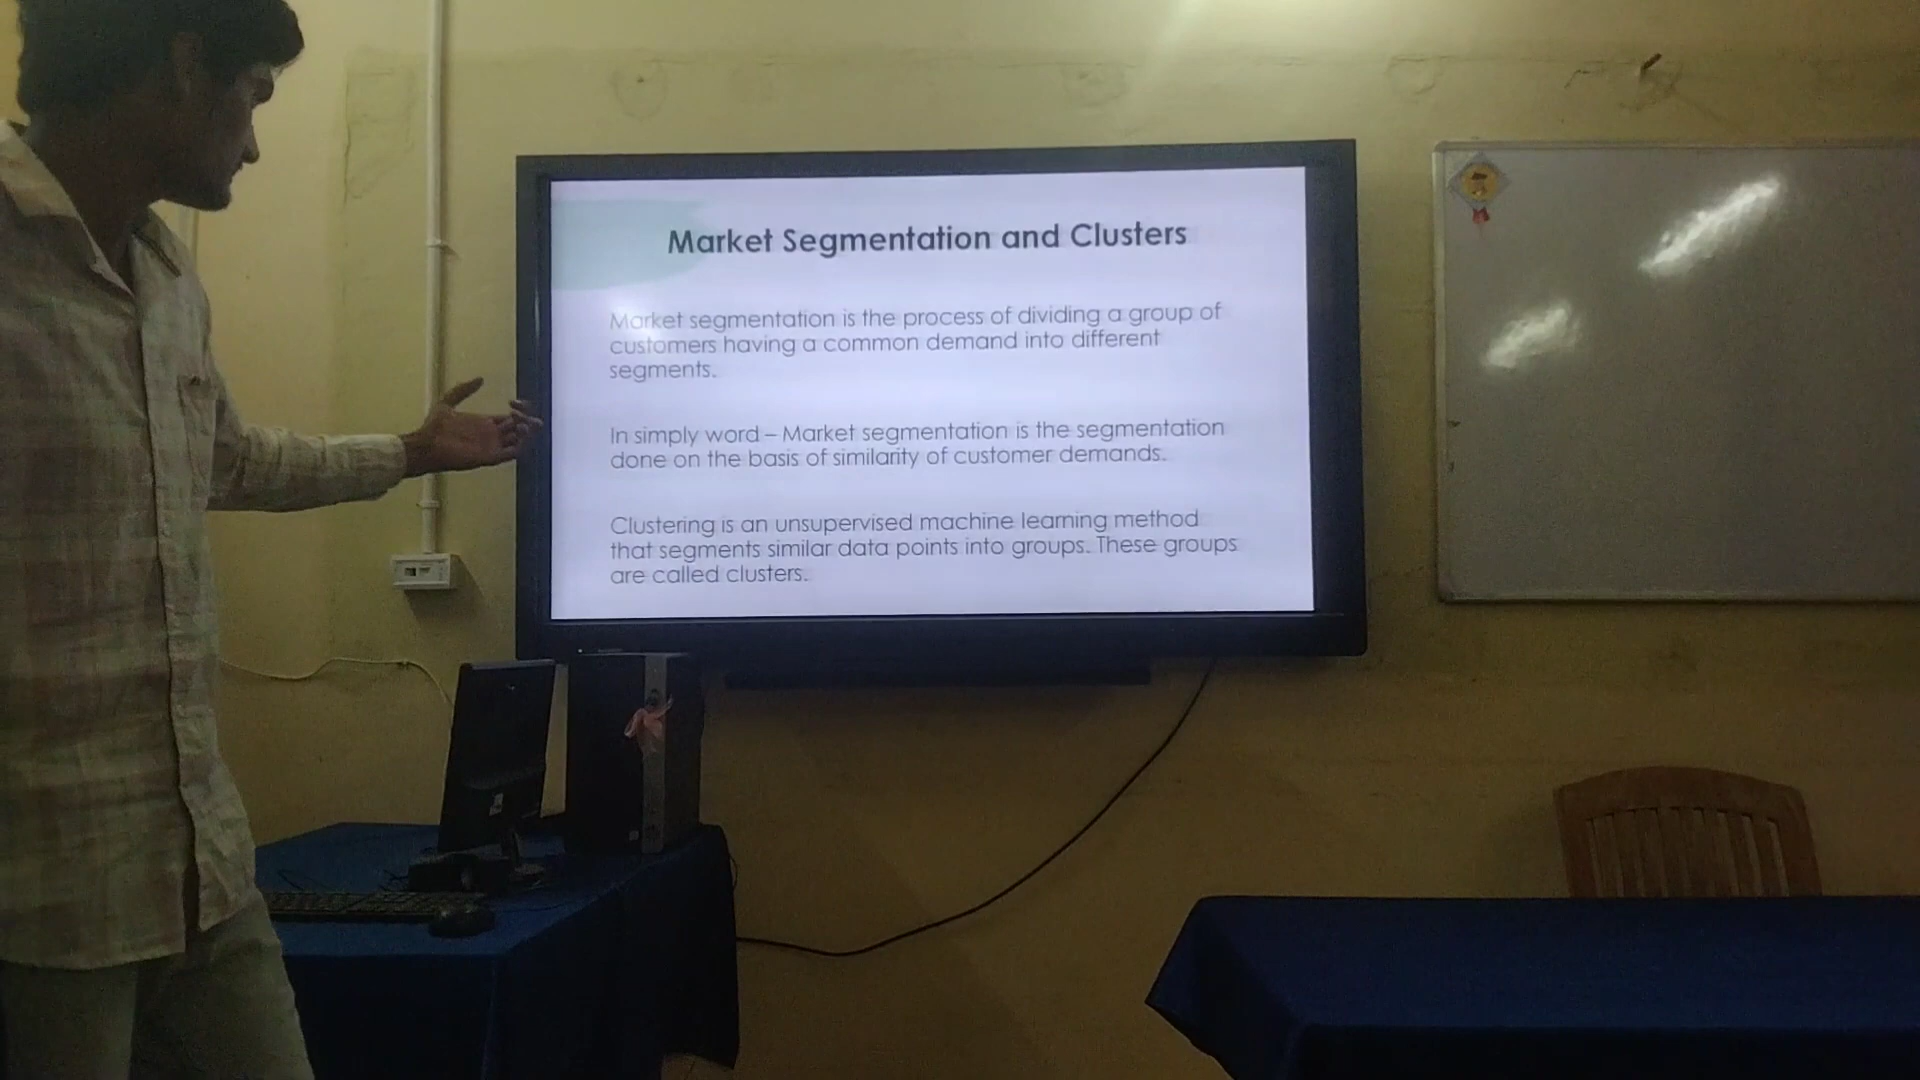 Market Segmentation and Clusters
Market segmentation is the process of dividing a group of
customers having a common demand into different
segments.
In simply word – Market segmentation is the segmentation
done on the basis of similarity of customer demands.
Clustering is an unsupervised machine learning method
that segments similar data points into groups. These groups
are called clusters.